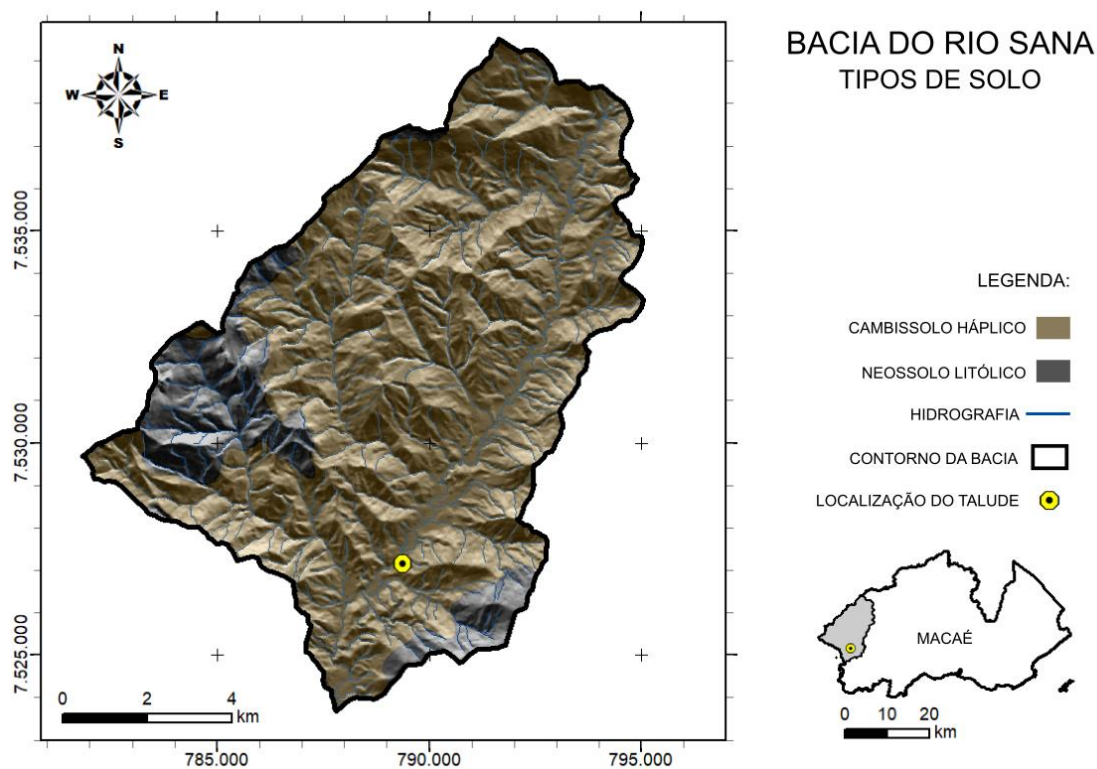 BACIA DO RIO SANA
TIPOS DE SOLO
N
W
E
S
7.535.000
7.530.000
7.525.000
785.000
790.000
795.000
0
2
4
km
LEGENDA:
CAMBISSOLO HÁPLICO
NEOSSOLO LITÓLICO
HIDROGRAFIA
CONTORNO DA BACIA
LOCALIZAÇÃO DO TALUDE
MACAÉ
0
10
20
km